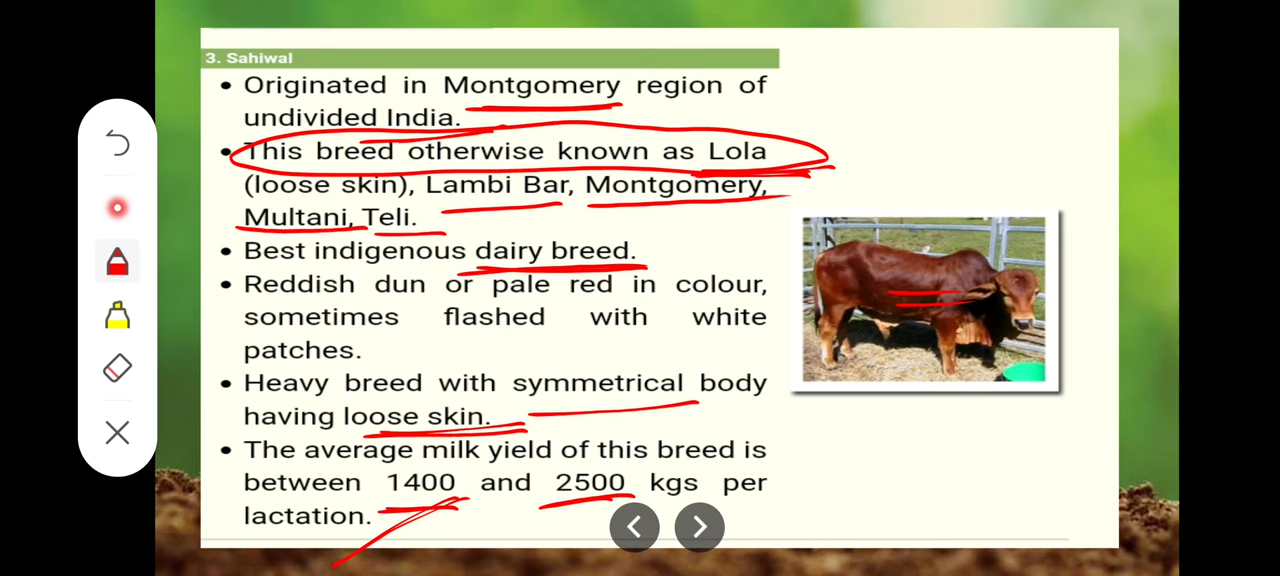 3. Sahiwal
• Originated in Montgomery region of
undivided India.
• This breed otherwise known as Lola
(loose skin), Lambi Bar, Montgomery,
Multani, Teli.
• Best indigenous dairy breed.
• Reddish dun or pale red in colour,
sometimes flashed with white
patches.
• Heavy breed with symmetrical body
having loose skin.
• The average milk yield of this breed is
between 1400 and 2500 kgs per
lactation.